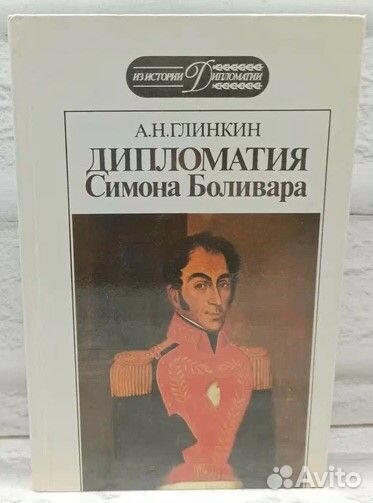 ИЗ ИСТОРИИ ДИПЛОМАТИИ
А.Н.ГЛИНКИН
ДИПЛОМАТИЯ
Симона Боливара
Avito